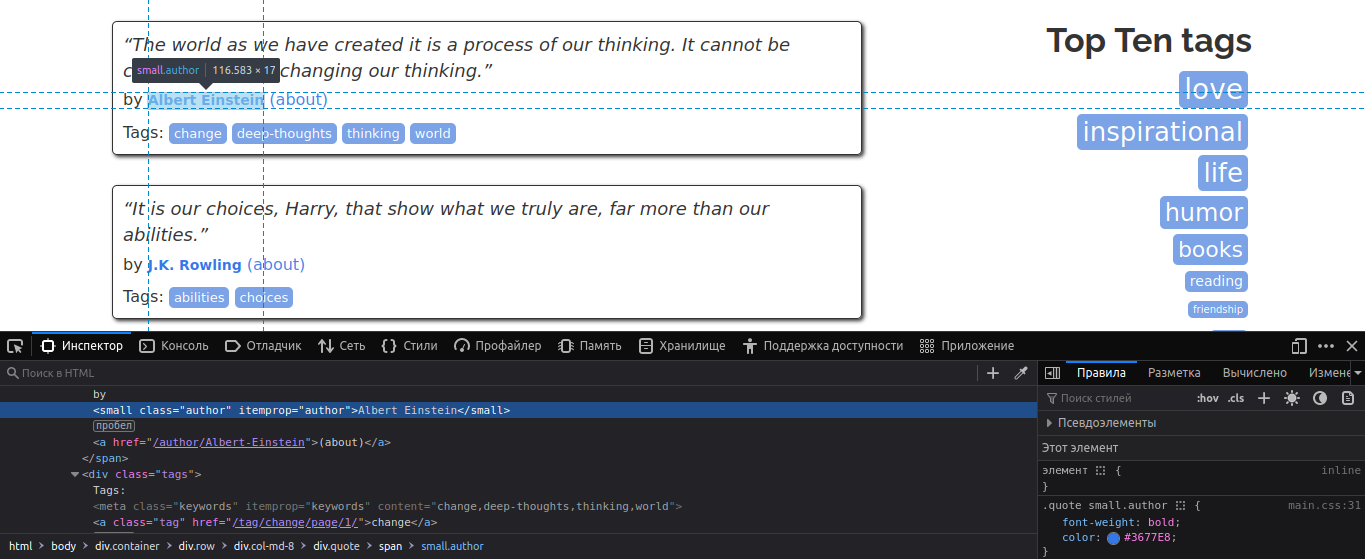 “The world as we have created it is a process of our thinking. It cannot be
changing our thinking.”
small.author 116.583 × 17
by Albert Einstein (about)
Tags: change deep-thoughts thinking world
“It is our choices, Harry, that show what we truly are, far more than our
abilities.”
by J.K. Rowling (about)
Tags: abilities choices
Top Ten tags
love
inspirational
life
humor
books
reading
friendship
Инспектор Консоль Отладчик Сеть Стили Профайлер Память Хранилище Поддержка доступности Приложение
Поиск в HTML
by
<small class="author" itemprop="author">Albert Einstein</small>
пробел
<a href="/author/Albert-Einstein">(about)</a>
</span>
<div class="tags">
Tags:
<meta class="keywords" itemprop="keywords" content="change,deep-thoughts,thinking,world">
<a class="tag" href="/tag/change/page/1/">change</a>
html > body > div.container > div.row > div.col-md-8 > div.quote > span > small.author
Правила Разметка Вычислено Измене
Поиск стилей :hov .cls
Псевдоэлементы
Этот элемент
элемент { inline
}
.quote small.author { main.css:31
font-weight: bold;
color: #3677E8;
}